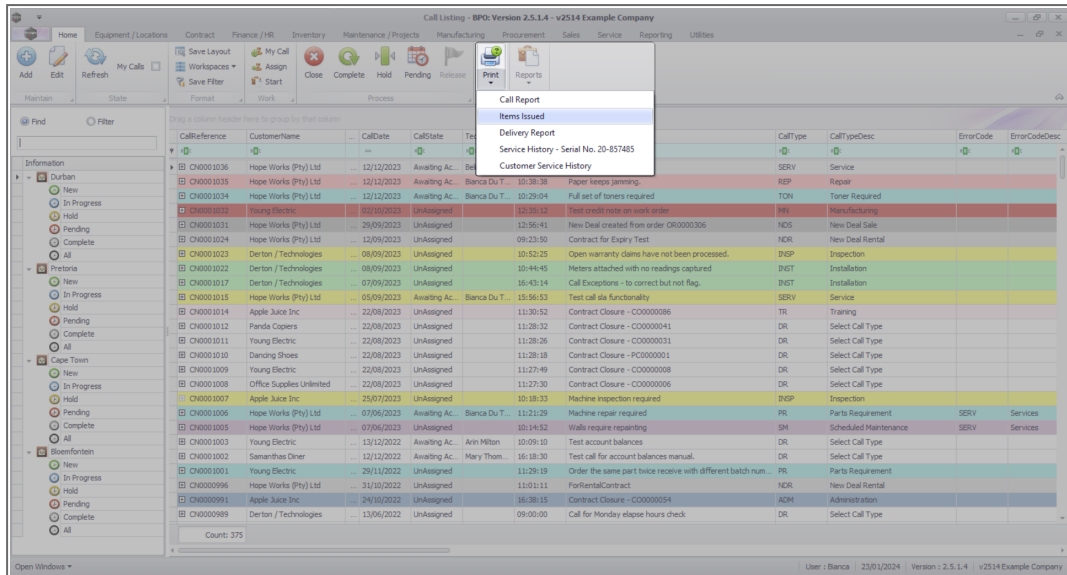 Call Listing - BPO: Version 2.5.1.4 - v2514 Example Company
Home Equipment / Locations Contract Finance / HR Inventory Maintenance / Projects Manufacturing Procurement Sales Service Reporting Utilities
Add Edit Refresh My Calls Save Layout Workspaces Save Filter My Call Assign Start Close Complete Hold Pending Release Print Reports
Maintain State Format Work Process
Call Report
Items Issued
Delivery Report
Service History - Serial No. 20-857485
Customer Service History
Find Filter
Drag a column header here to group by that column
CallReference CustomerName ... CallDate CallState CallType CallTypeDesc ErrorCode ErrorCodeDesc
Information
Durban
New
In Progress
Hold
Pending
Complete
All
Pretoria
New
In Progress
Hold
Pending
Complete
All
Cape Town
New
In Progress
Hold
Pending
Complete
All
Bloemfontein
New
In Progress
Hold
Pending
Complete
All
CN0001036 Hope Works (Pty) Ltd ... 12/12/2023 Awaiting Ac... SERV Service
CN0001035 Hope Works (Pty) Ltd ... 12/12/2023 Awaiting Ac... Bianca Du T... 10:38:38 Paper keeps jamming. REP Repair
CN0001034 Hope Works (Pty) Ltd ... 12/12/2023 Awaiting Ac... Bianca Du T... 10:29:04 Full set of toners required TON Toner Required
CN0001032 Young Electric ... 02/10/2023 UnAssigned 12:35:12 Test credit note on work order MN Manufacturing
CN0001031 Hope Works (Pty) Ltd ... 29/09/2023 UnAssigned 12:56:41 New Deal created from order OR0000306 NDS New Deal Sale
CN0001024 Hope Works (Pty) Ltd ... 12/09/2023 UnAssigned 09:23:50 Contract for Expiry Test NDR New Deal Rental
CN0001023 Derton / Technologies ... 08/09/2023 UnAssigned 10:52:25 Open warranty claims have not been processed. INSP Inspection
CN0001022 Derton / Technologies ... 08/09/2023 UnAssigned 10:44:45 Meters attached with no readings captured INST Installation
CN0001017 Derton / Technologies ... 07/09/2023 UnAssigned 16:43:14 Call Exceptions - to correct but not flag. INST Installation
CN0001015 Hope Works (Pty) Ltd ... 05/09/2023 Awaiting Ac... Bianca Du T... 15:56:53 Test call sla functionality SERV Service
CN0001014 Apple Juice Inc ... 22/08/2023 UnAssigned 11:30:52 Contract Closure - CO0000086 TR Training
CN0001012 Panda Copiers ... 22/08/2023 UnAssigned 11:28:32 Contract Closure - CO0000041 DR Select Call Type
CN0001011 Young Electric ... 22/08/2023 UnAssigned 11:28:26 Contract Closure - CO0000031 DR Select Call Type
CN0001010 Dancing Shoes ... 22/08/2023 UnAssigned 11:28:18 Contract Closure - PC0000001 DR Select Call Type
CN0001009 Young Electric ... 22/08/2023 UnAssigned 11:27:49 Contract Closure - CO0000008 DR Select Call Type
CN0001008 Office Supplies Unlimited ... 22/08/2023 UnAssigned 11:27:30 Contract Closure - CO0000006 DR Select Call Type
CN0001007 Apple Juice Inc ... 25/07/2023 UnAssigned 10:18:33 Machine inspection required INSP Inspection
CN0001006 Hope Works (Pty) Ltd ... 07/06/2023 Awaiting Ac... Bianca Du T... 11:21:29 Machine repair required PR Parts Requirement SERV Services
CN0001005 Hope Works (Pty) Ltd ... 07/06/2023 UnAssigned 10:14:52 Walls require repainting SM Scheduled Maintenance SERV Services
CN0001003 Young Electric ... 13/12/2022 Awaiting Ac... Arin Milton 10:09:10 Test account balances DR Select Call Type
CN0001002 Samanthas Diner ... 12/12/2022 Awaiting Ac... Mary Thom... 16:18:30 Test call for account balances manual. DR Select Call Type
CN0001001 Young Electric ... 29/11/2022 UnAssigned 11:29:19 Order the same part twice receive with different batch num... PR Parts Requirement
CN0000996 Hope Works (Pty) Ltd ... 31/10/2022 UnAssigned 11:01:11 ForRentalContract NDR New Deal Rental
CN0000991 Apple Juice Inc ... 24/10/2022 UnAssigned 16:38:15 Contract Closure - CO0000054 ADM Administration
CN0000989 Derton / Technologies ... 13/06/2022 UnAssigned 09:00:00 Call for Monday elapse hours check DR Select Call Type
Count: 375
Open Windows User : Bianca 23/01/2024 Version : 2.5.1.4 v2514 Example Company